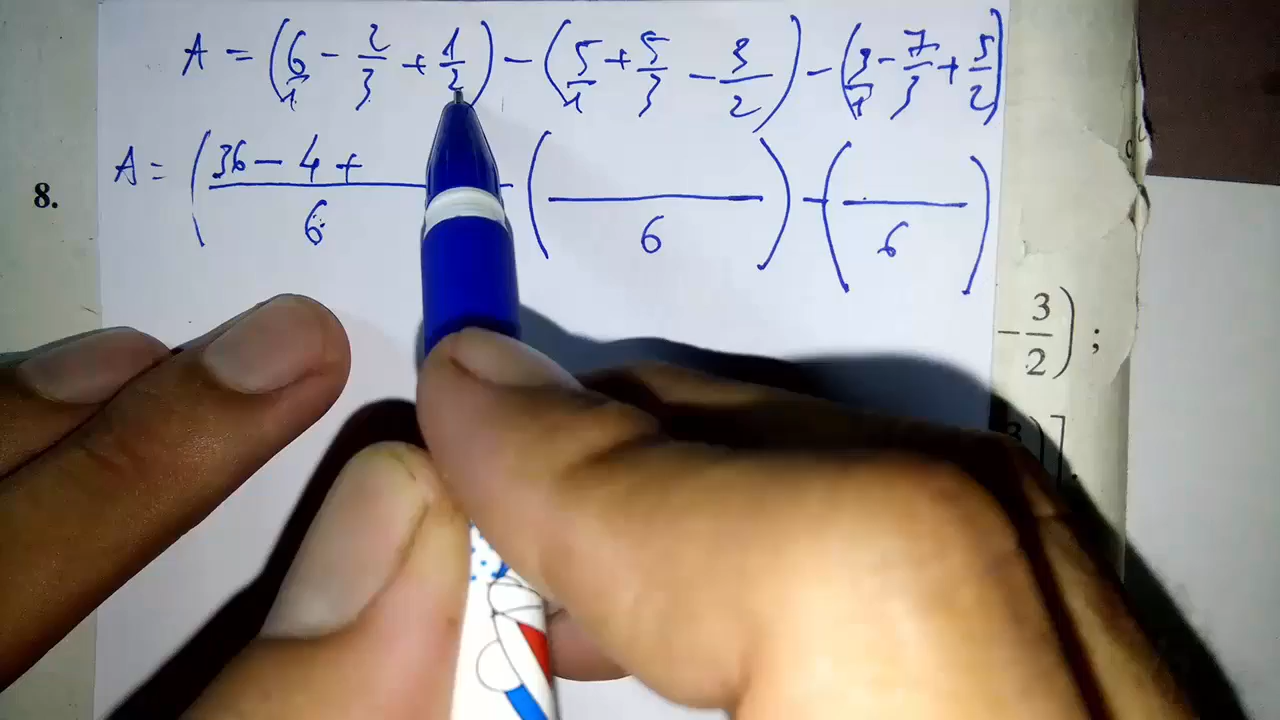 A = (6/1 - 2/3 + 1/2) - (5/1 + 5/3 - 3/2) - (3/1 - 7/3 + 5/2)
8.
A = (36 - 4 + / 6 - ( / 6) - ( / 6)
- 3/2) ;
3)].